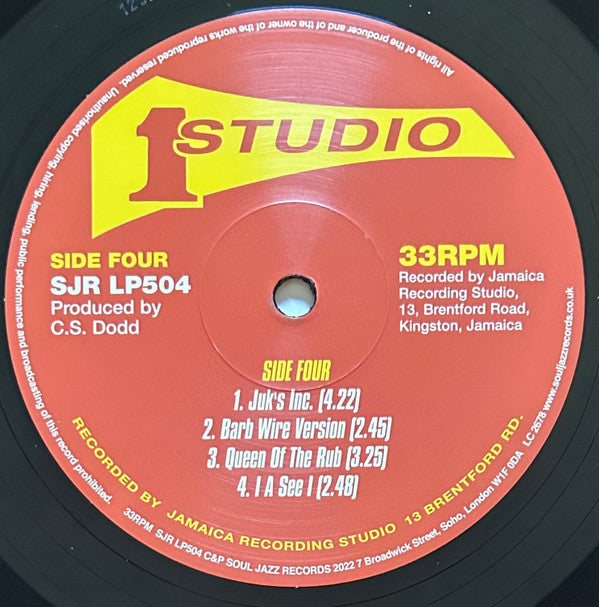 All rights of the producer and of the owner of the works reproduced reserved. Unauthorised copying, hiring, lending, public performance and broadcasting of this record prohibited.
1 STUDIO
SIDE FOUR
SJR LP504
Produced by
C.S. Dodd
33RPM
Recorded by Jamaica
Recording Studio,
13, Brentford Road,
Kingston, Jamaica
SIDE FOUR
1. Juk's Inc. (4.22)
2. Barb Wire Version (2.45)
3. Queen Of The Rub (3.25)
4. I A See I (2.48)
RECORDED BY JAMAICA RECORDING STUDIO 13 BRENTFORD RD.
33RPM SJR LP504 C&P SOUL JAZZ RECORDS 2022 7 Broadwick Street, Soho, London W1F 0DA LC 2578 www.souljazzrecords.co.uk